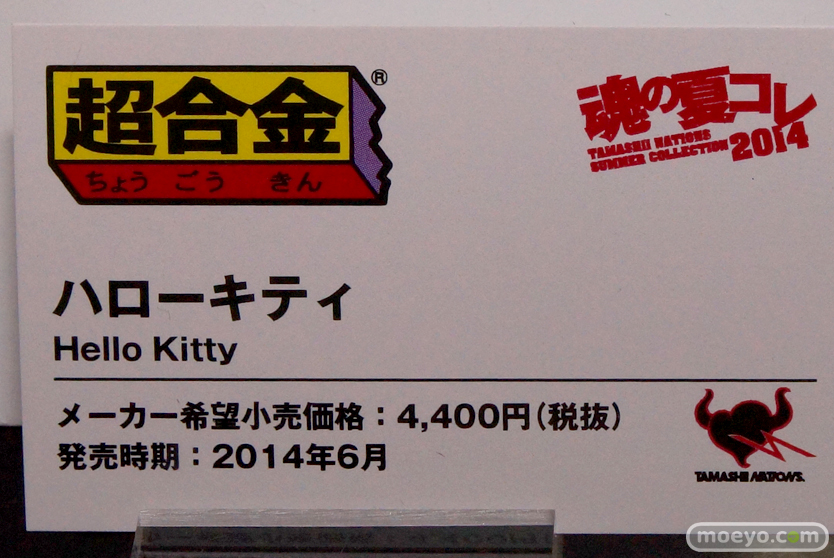 超合金®
ちょう ごう きん
魂の夏コレ
TAMASHII NATIONS
SUMMER COLLECTION 2014
ハローキティ
Hello Kitty
メーカー希望小売価格：4,400円（税抜）
発売時期：2014年6月
TAMASHII NATIONS.
moeyo.com